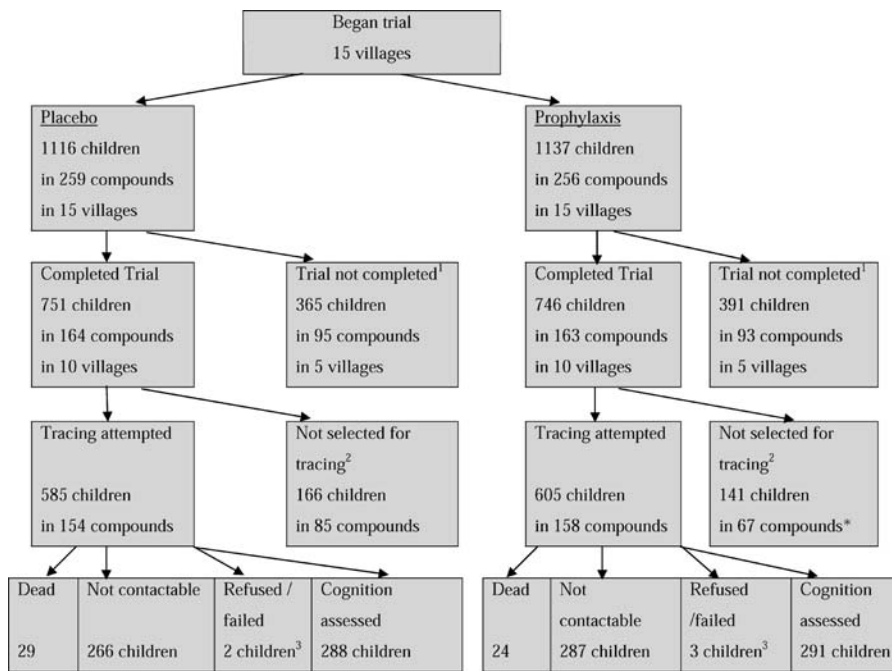 Began trial
15 villages
Placebo
1116 children
in 259 compounds
in 15 villages
Prophylaxis
1137 children
in 256 compounds
in 15 villages
Completed Trial
751 children
in 164 compounds
in 10 villages
Trial not completed¹
365 children
in 95 compounds
in 5 villages
Completed Trial
746 children
in 163 compounds
in 10 villages
Trial not completed¹
391 children
in 93 compounds
in 5 villages
Tracing attempted
585 children
in 154 compounds
Not selected for
tracing²
166 children
in 85 compounds
Tracing attempted
605 children
in 158 compounds
Not selected for
tracing²
141 children
in 67 compounds*
Dead
29
Not contactable
266 children
Refused /
failed
2 children³
Cognition
assessed
288 children
Dead
24
Not
contactable
287 children
Refused
/failed
3 children³
Cognition
assessed
291 children